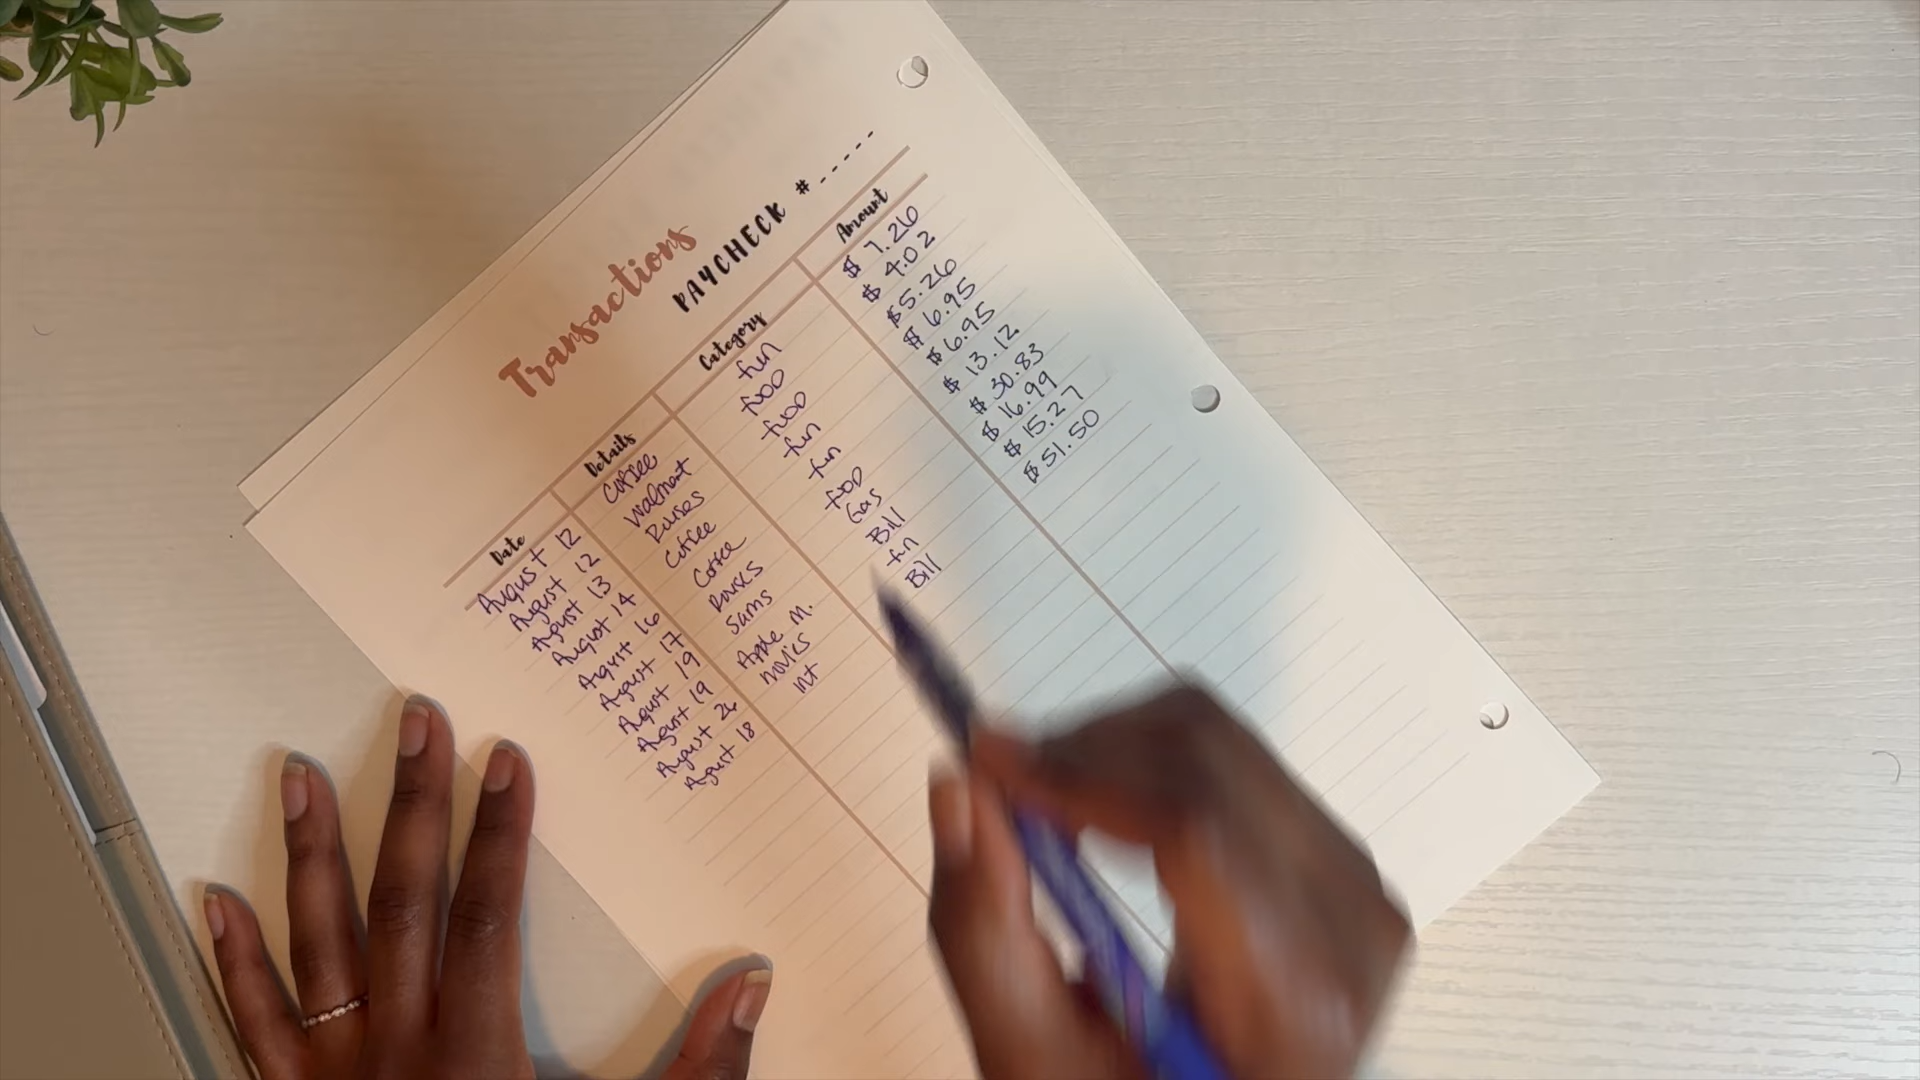 Transactions
PAYCHECK # -----
Date Details Category Amount
August 12 Coffee fun $ 7.26
August 12 Walmart food $ 4.02
August 13 Rouses food $5.26
August 14 Coffee fun $ 6.95
August 16 Coffee fun $6.95
August 17 Rouses food $ 13.12
August 19 Sams Gas $ 30.83
August 19 Apple M. Bill $ 16.99
August 26 Movies fun $ 15.27
August 18 Int Bill $51.50